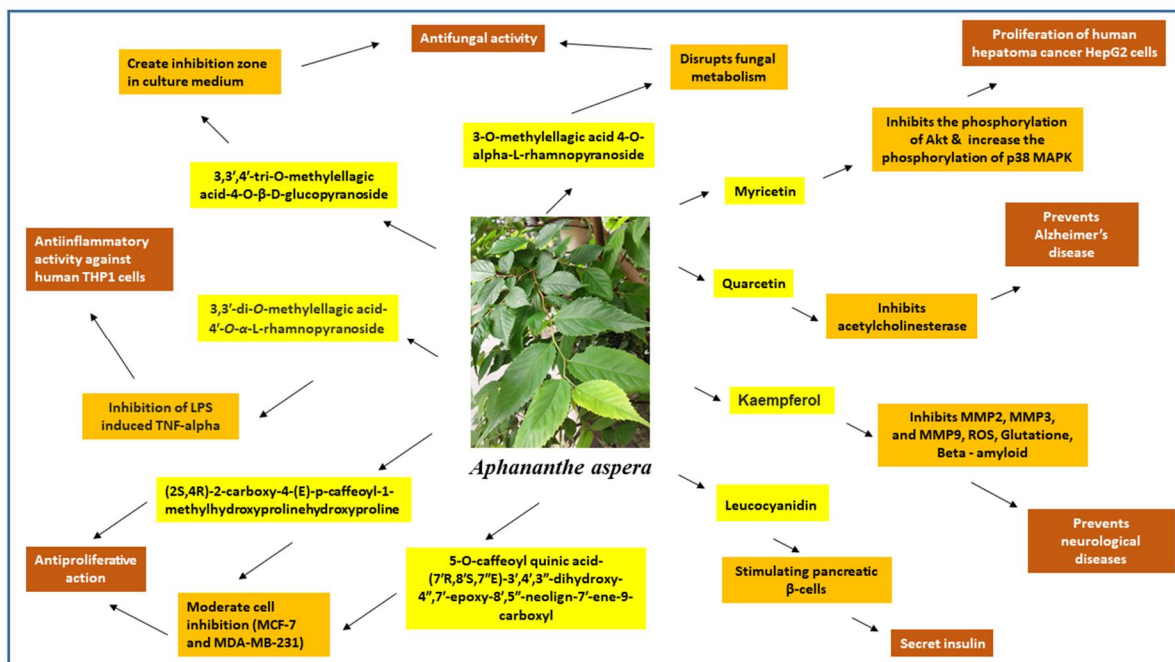 Antifungal activity
Create inhibition zone
in culture medium
Disrupts fungal
metabolism
Proliferation of human
hepatoma cancer HepG2 cells
3-O-methylellagic acid 4-O-
alpha-L-rhamnopyranoside
Inhibits the phosphorylation
of Akt & increase the
phosphorylation of p38 MAPK
3,3′,4′-tri-O-methylellagic
acid-4-O-β-D-glucopyranoside
Myricetin
Antiinflammatory
activity against
human THP1 cells
Prevents
Alzheimer’s
disease
Quarcetin
3,3′-di-O-methylellagic acid-
4′-O-α-L-rhamnopyranoside
Inhibits
acetylcholinesterase
Inhibition of LPS
induced TNF-alpha
Kaempferol
Inhibits MMP2, MMP3,
and MMP9, ROS, Glutatione,
Beta - amyloid
Aphananthe aspera
(2S,4R)-2-carboxy-4-(E)-p-caffeoyl-1-
methylhydroxyprolinehydroxyproline
Leucocyanidin
Prevents
neurological
diseases
Antiproliferative
action
5-O-caffeoyl quinic acid-
(7′R,8′S,7″E)-3′,4′,3″-dihydroxy-
4″,7′-epoxy-8′,5″-neolign-7′-ene-9-
carboxyl
Stimulating pancreatic
β-cells
Moderate cell
inhibition (MCF-7
and MDA-MB-231)
Secret insulin